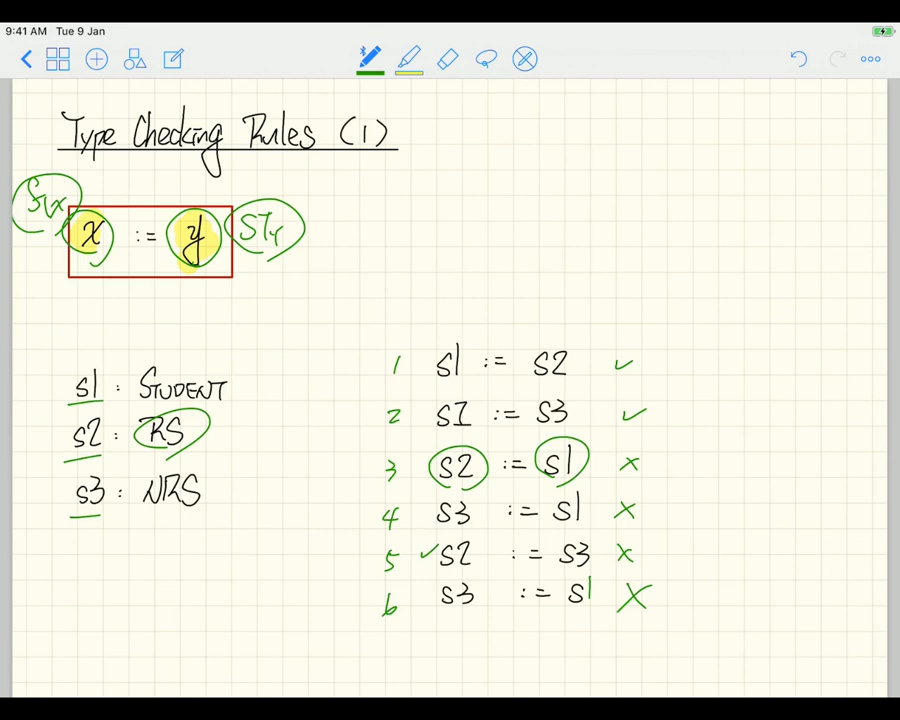 9:41 AM Tue 9 Jan
Type Checking Rules (1)
STx
x := y STy
s1 : STUDENT
s2 : RS
s3 : NRS
1 s1 := s2 ✓
2 s1 := s3 ✓
3 s2 := s1 ×
4 s3 := s1 ×
5 ✓ s2 := s3 ×
6 s3 := s1 ×